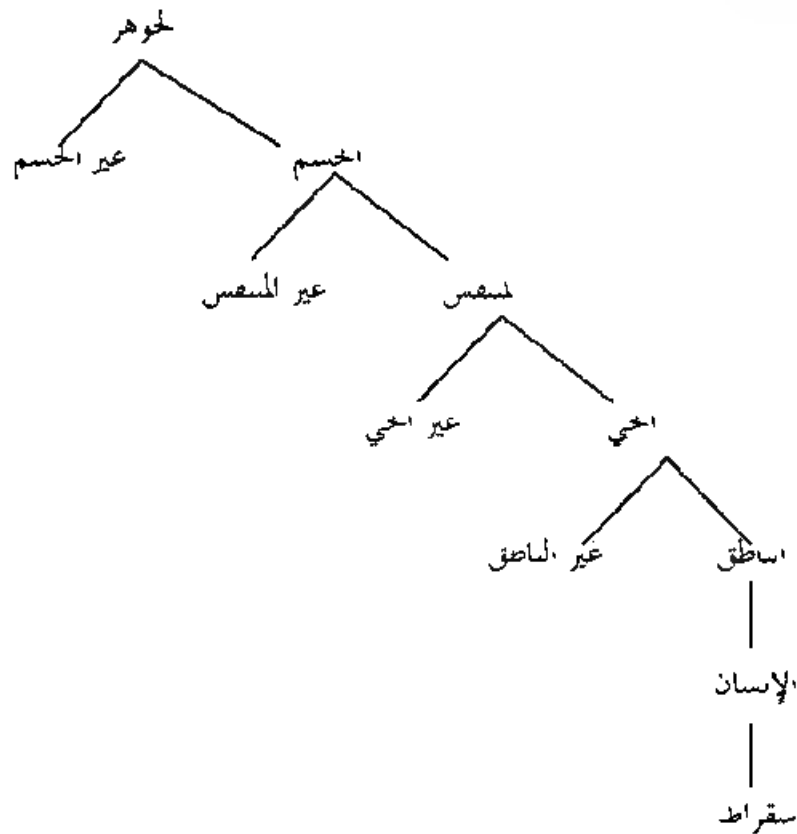 الجوهر
الجسم
غير الجسم
المتنفس
غير المتنفس
الحي
غير الحي
الناطق
غير الناطق
الإنسان
سقراط